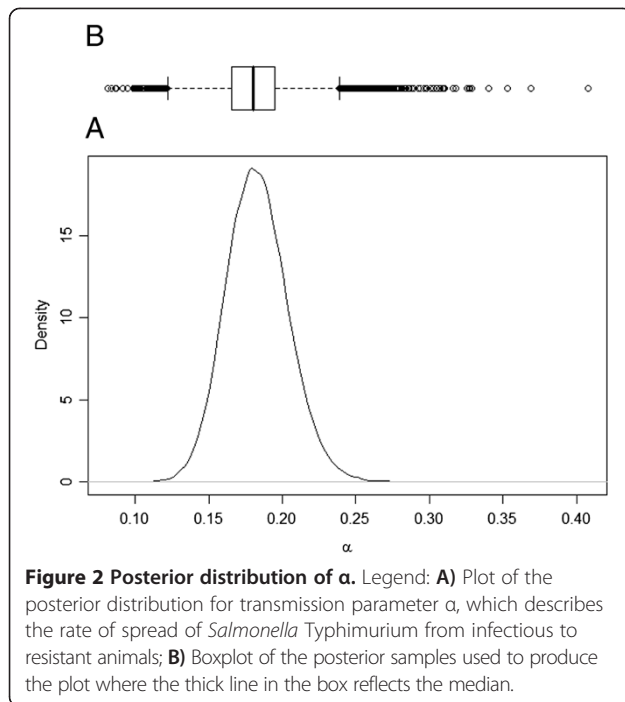 B
A
Density
15
10
5
0
0.10 0.15 0.20 0.25 0.30 0.35 0.40
α
Figure 2 Posterior distribution of α. Legend: A) Plot of the
posterior distribution for transmission parameter α, which describes
the rate of spread of Salmonella Typhimurium from infectious to
resistant animals; B) Boxplot of the posterior samples used to produce
the plot where the thick line in the box reflects the median.